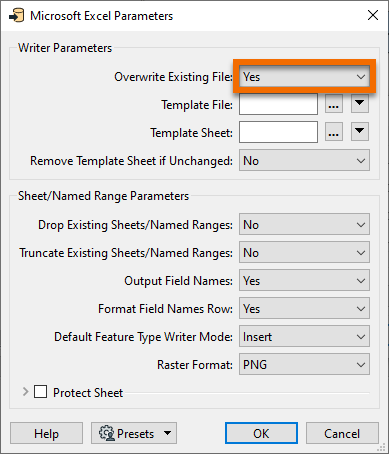 Microsoft Excel Parameters
Writer Parameters
Overwrite Existing File: Yes
Template File: ...
Template Sheet: ...
Remove Template Sheet if Unchanged: No
Sheet/Named Range Parameters
Drop Existing Sheets/Named Ranges: No
Truncate Existing Sheets/Named Ranges: No
Output Field Names: Yes
Format Field Names Row: Yes
Default Feature Type Writer Mode: Insert
Raster Format: PNG
Protect Sheet
Help Presets OK Cancel